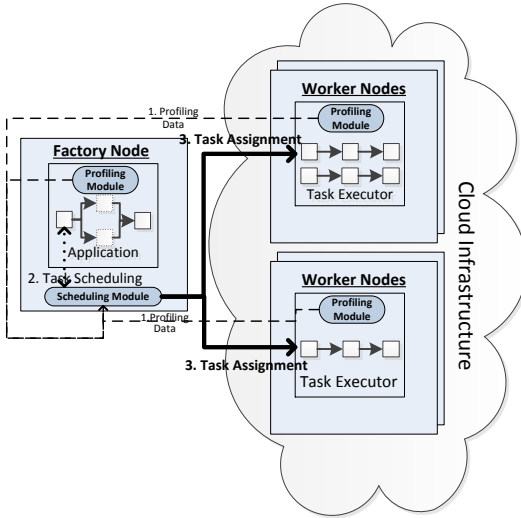 Worker Nodes
Profiling
Module
Task Executor
1. Profiling
Data
3. Task Assignment
Factory Node
Profiling
Module
Application
2. Task Scheduling
Scheduling Module
1.Profiling
Data
3. Task Assignment
Worker Nodes
Profiling
Module
Task Executor
Cloud Infrastructure